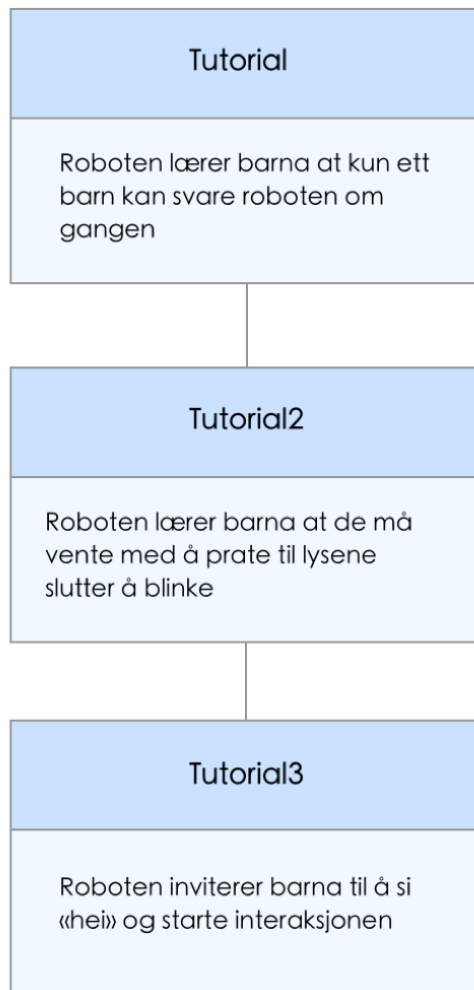 Tutorial
Roboten lærer barna at kun ett
barn kan svare roboten om
gangen
Tutorial2
Roboten lærer barna at de må
vente med å prate til lysene
slutter å blinke
Tutorial3
Roboten inviterer barna til å si
«hei» og starte interaksjonen